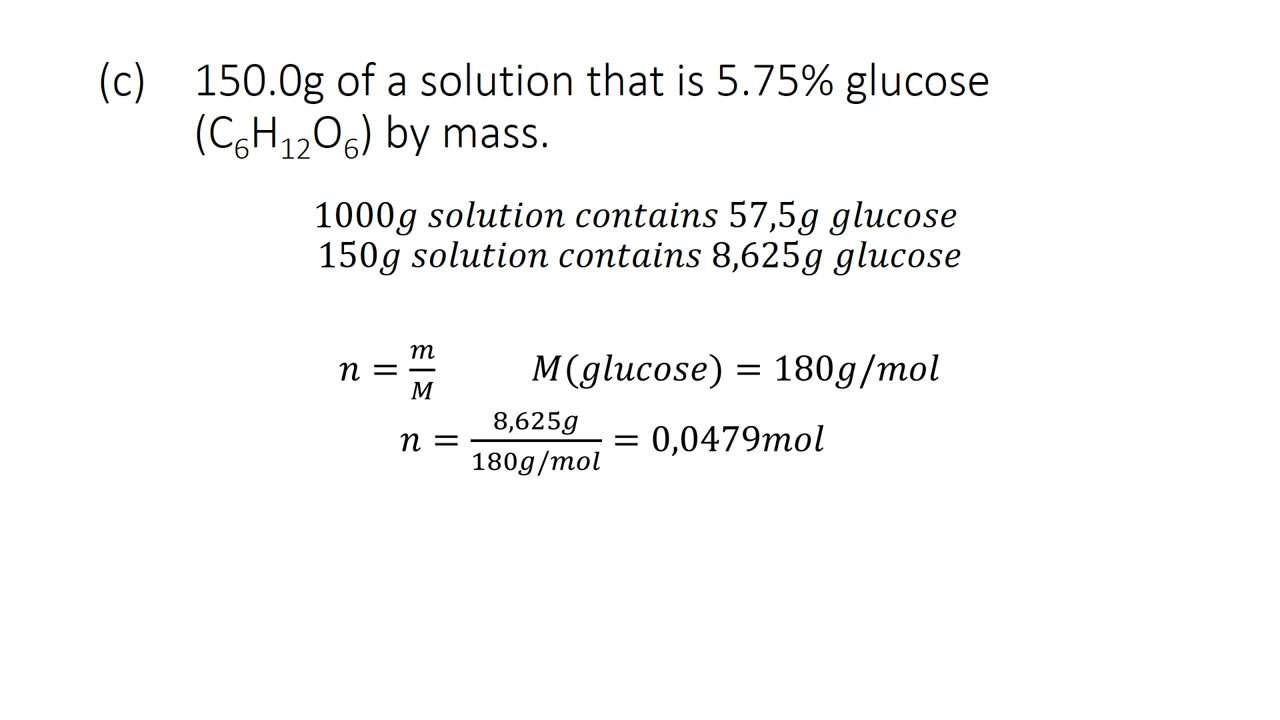 (c) 150.0g of a solution that is 5.75% glucose
(C₆H₁₂O₆) by mass.
1000g solution contains 57,5g glucose
150g solution contains 8,625g glucose
n = m/M M(glucose) = 180g/mol
n = 8,625g/180g/mol = 0,0479mol